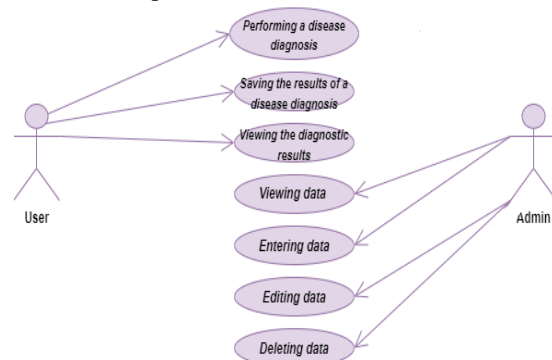 Performing a disease
diagnosis
Saving the results of a
disease diagnosis
Viewing the diagnostic
results
Viewing data
User
Admin
Entering data
Editing data
Deleting data